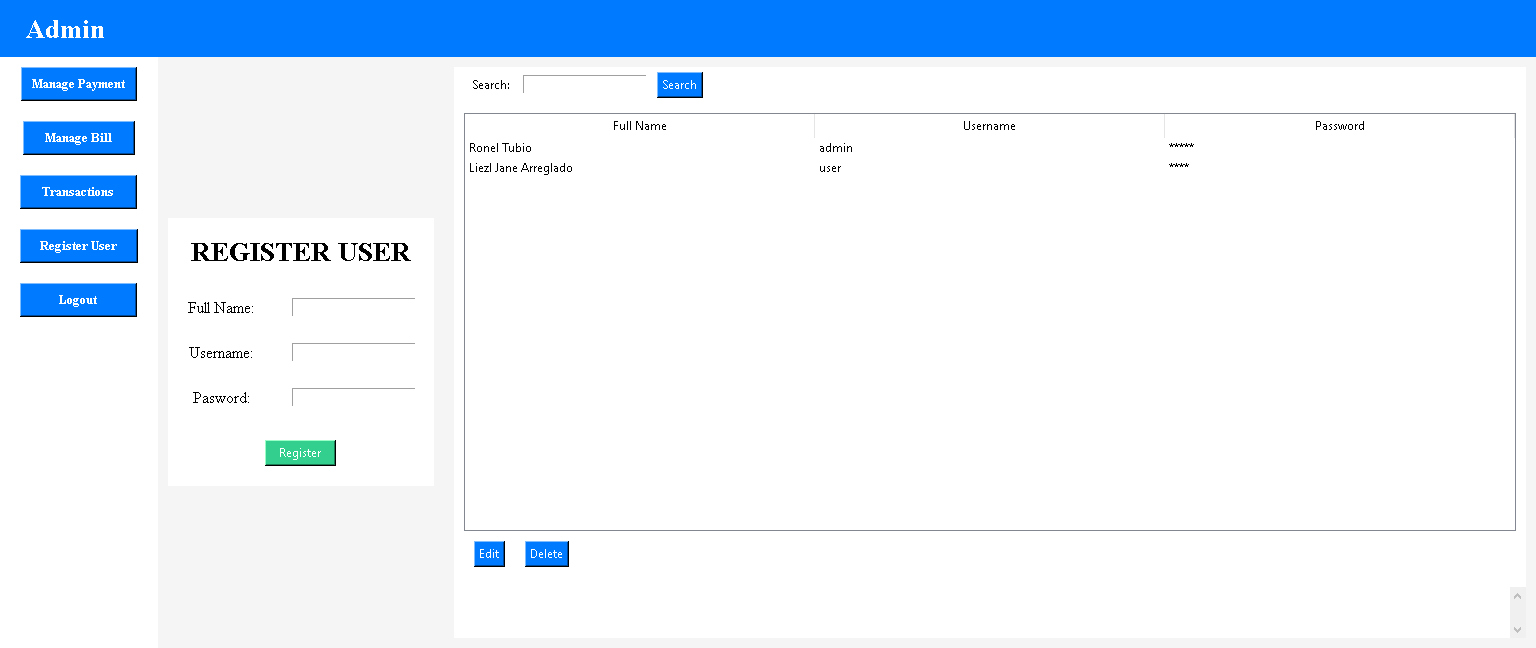 Admin
Manage Payment
Manage Bill
Transactions
Register User
Logout
REGISTER USER
Full Name:
Username:
Pasword:
Register
Search: Search
Full Name Username Password
Ronel Tubio admin *****
Liezl Jane Arreglado user ****
Edit Delete